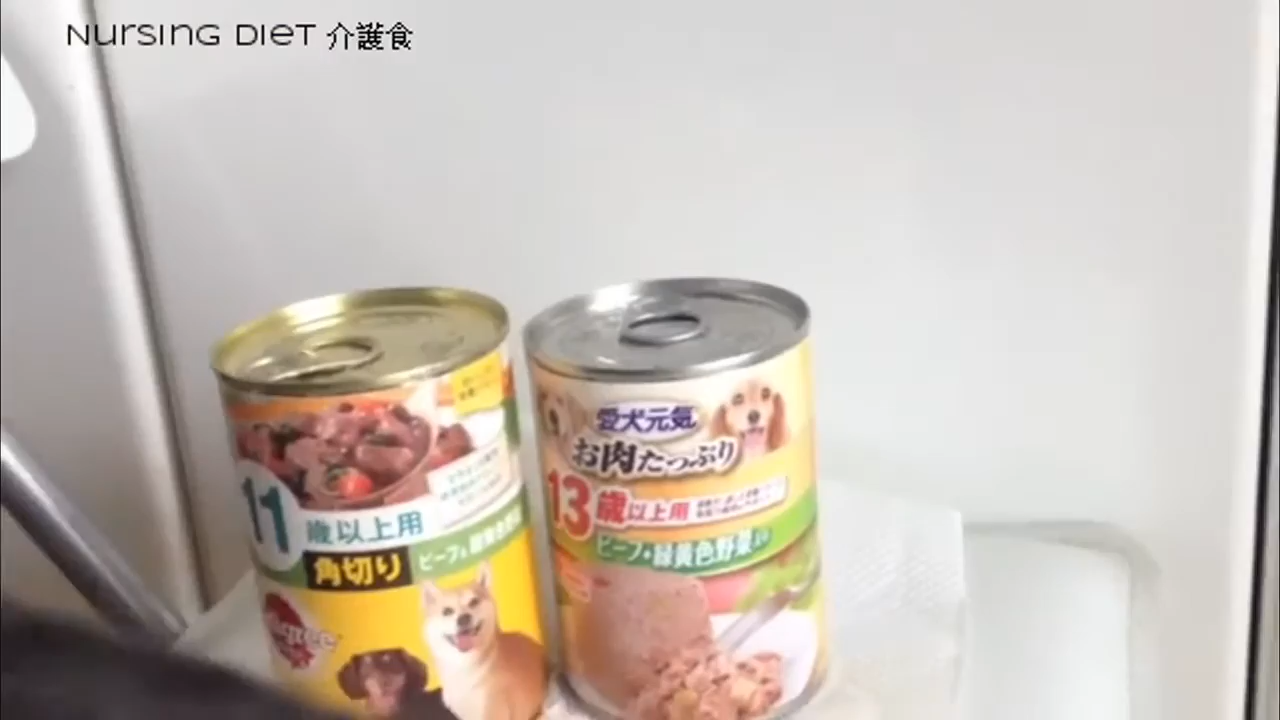 Nursing Diet 介護食
11
歳以上用
角切り
ビーフ&
愛犬元気
お肉たっぷり
13歳以上用
ビーフ・緑黄色野菜入り